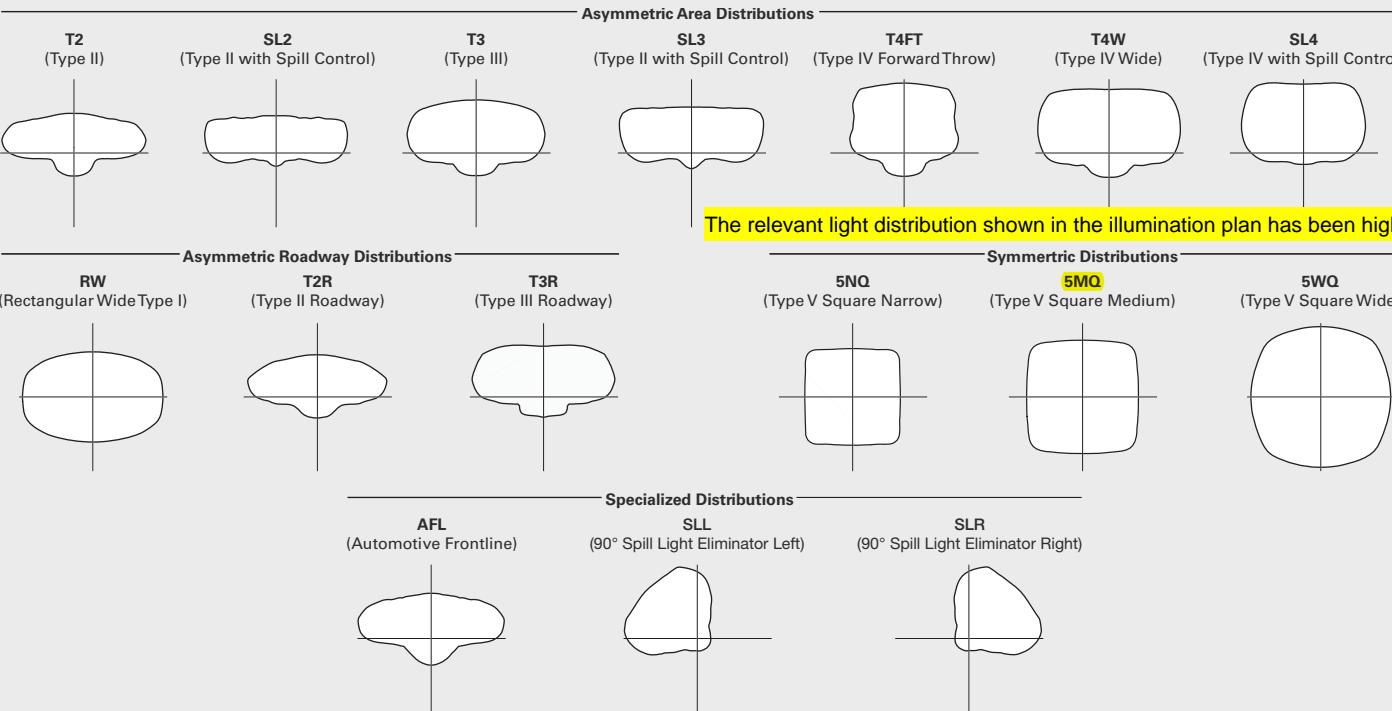 Asymmetric Area Distributions
T2 SL2 T3 SL3 T4FT T4W SL4
(Type II) (Type II with Spill Control) (Type III) (Type II with Spill Control) (Type IV Forward Throw) (Type IV Wide) (Type IV with Spill Contro
The relevant light distribution shown in the illumination plan has been hig
Asymmetric Roadway Distributions Symmetric Distributions
RW T2R T3R 5NQ 5MQ 5WQ
(Rectangular Wide Type I) (Type II Roadway) (Type III Roadway) (Type V Square Narrow) (Type V Square Medium) (Type V Square Wide
Specialized Distributions
AFL SLL SLR
(Automotive Frontline) (90° Spill Light Eliminator Left) (90° Spill Light Eliminator Right)